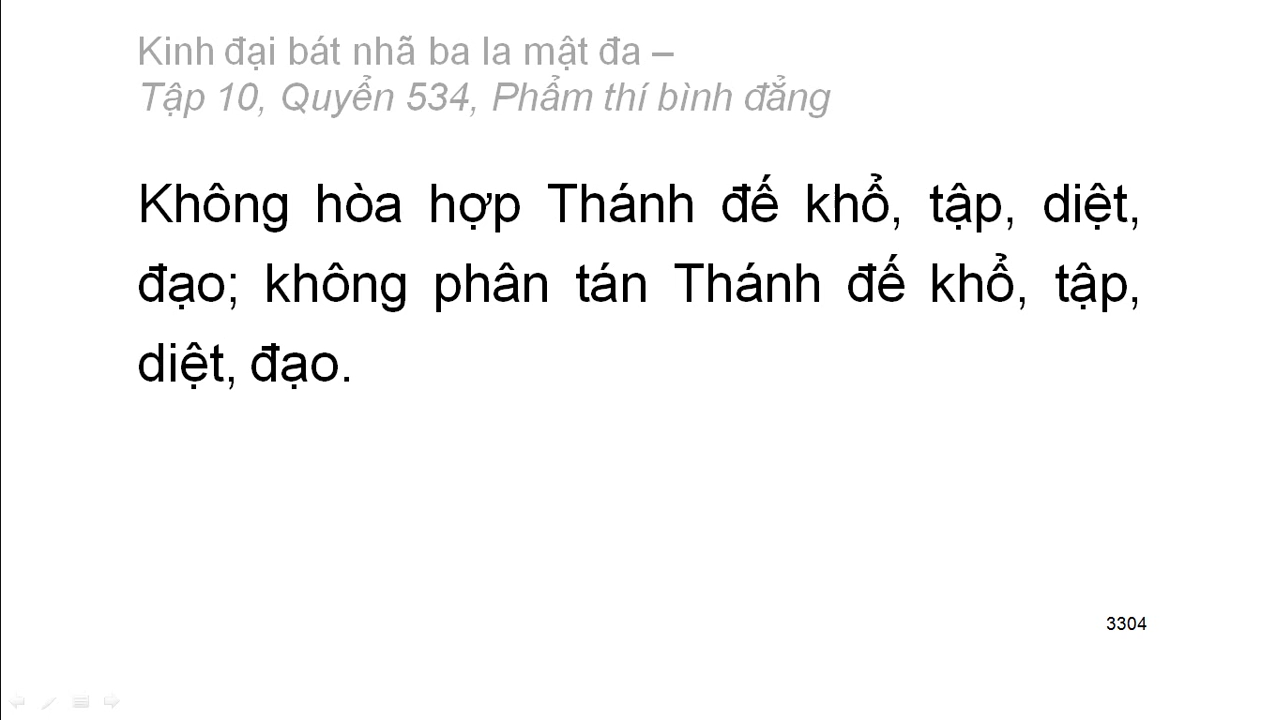 Kinh đại bát nhã ba la mật đa –
Tập 10, Quyển 534, Phẩm thí bình đẳng
Không hòa hợp Thánh đế khổ, tập, diệt,
đạo; không phân tán Thánh đế khổ, tập,
diệt, đạo.
3304